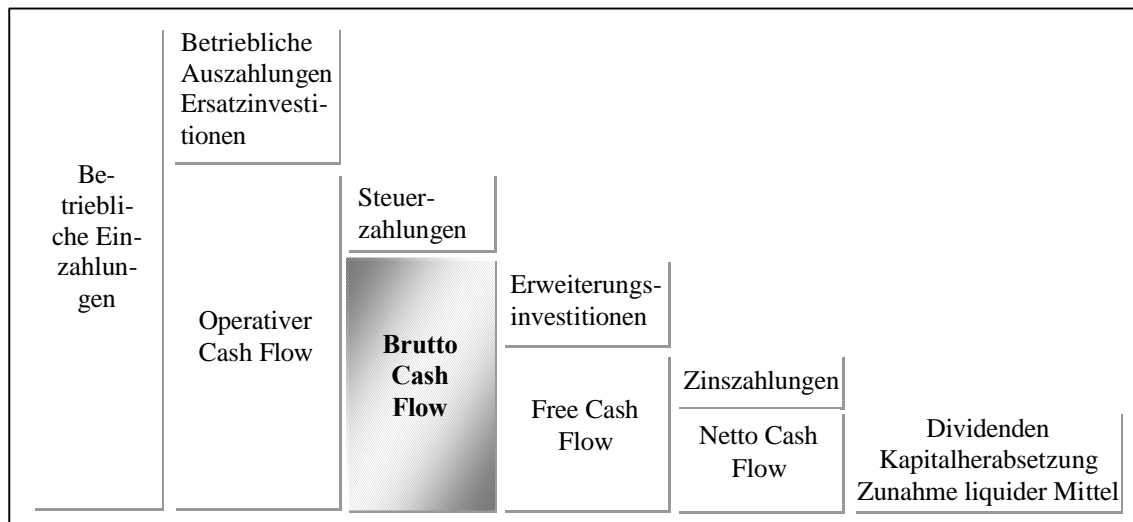 Be-
triebli-
che Ein-
zahlun-
gen
Betriebliche
Auszahlungen
Ersatzinvesti-
tionen
Operativer
Cash Flow
Steuer-
zahlungen
Brutto
Cash
Flow
Erweiterungs-
investitionen
Free Cash
Flow
Zinszahlungen
Netto Cash
Flow
Dividenden
Kapitalherabsetzung
Zunahme liquider Mittel